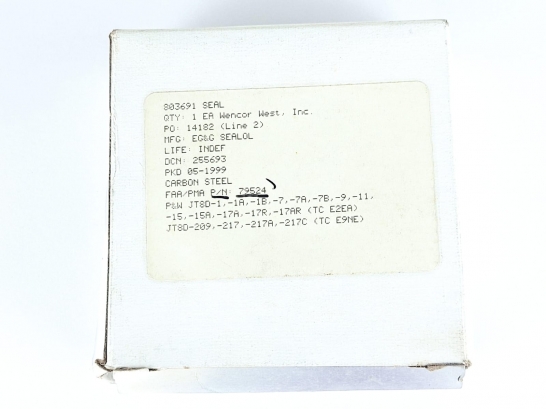 803691 SEAL
QTY: 1 EA Wencor West, Inc.
PO: 14182 (Line 2)
MFG: EG&G SEALOL
LIFE: INDEF
DCN: 255693
PKD 05-1999
CARBON STEEL
FAA/PMA P/N: 79524
P&W JT8D-1,-1A,-1B,-7,-7A,-7B,-9,-11,
-15,-15A,-17A,-17R,-17AR (TC E2EA)
JT8D-209,-217,-217A,-217C (TC E9NE)